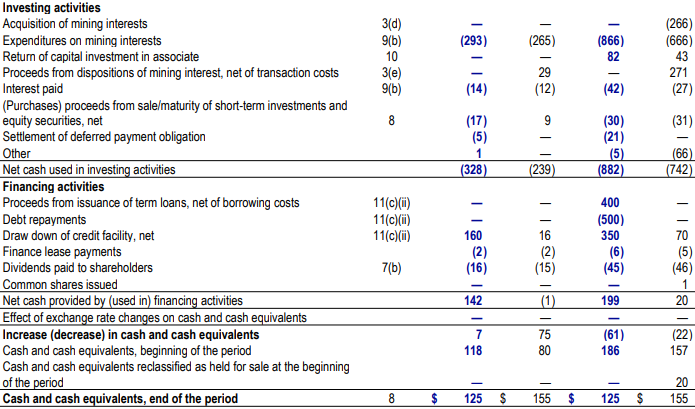 Investing activities
Acquisition of mining interests 3(d) — — — (266)
Expenditures on mining interests 9(b) (293) (265) (866) (666)
Return of capital investment in associate 10 — — 82 43
Proceeds from dispositions of mining interest, net of transaction costs 3(e) — 29 — 271
Interest paid 9(b) (14) (12) (42) (27)
(Purchases) proceeds from sale/maturity of short-term investments and
equity securities, net 8 (17) 9 (30) (31)
Settlement of deferred payment obligation (5) — (21) —
Other 1 — (5) (66)
Net cash used in investing activities (328) (239) (882) (742)
Financing activities
Proceeds from issuance of term loans, net of borrowing costs 11(c)(ii) — — 400 —
Debt repayments 11(c)(ii) — — (500) —
Draw down of credit facility, net 11(c)(ii) 160 16 350 70
Finance lease payments (2) (2) (6) (5)
Dividends paid to shareholders 7(b) (16) (15) (45) (46)
Common shares issued — — — 1
Net cash provided by (used in) financing activities 142 (1) 199 20
Effect of exchange rate changes on cash and cash equivalents — — — —
Increase (decrease) in cash and cash equivalents 7 75 (61) (22)
Cash and cash equivalents, beginning of the period 118 80 186 157
Cash and cash equivalents reclassified as held for sale at the beginning
of the period — — — 20
Cash and cash equivalents, end of the period 8 $ 125 $ 155 $ 125 $ 155